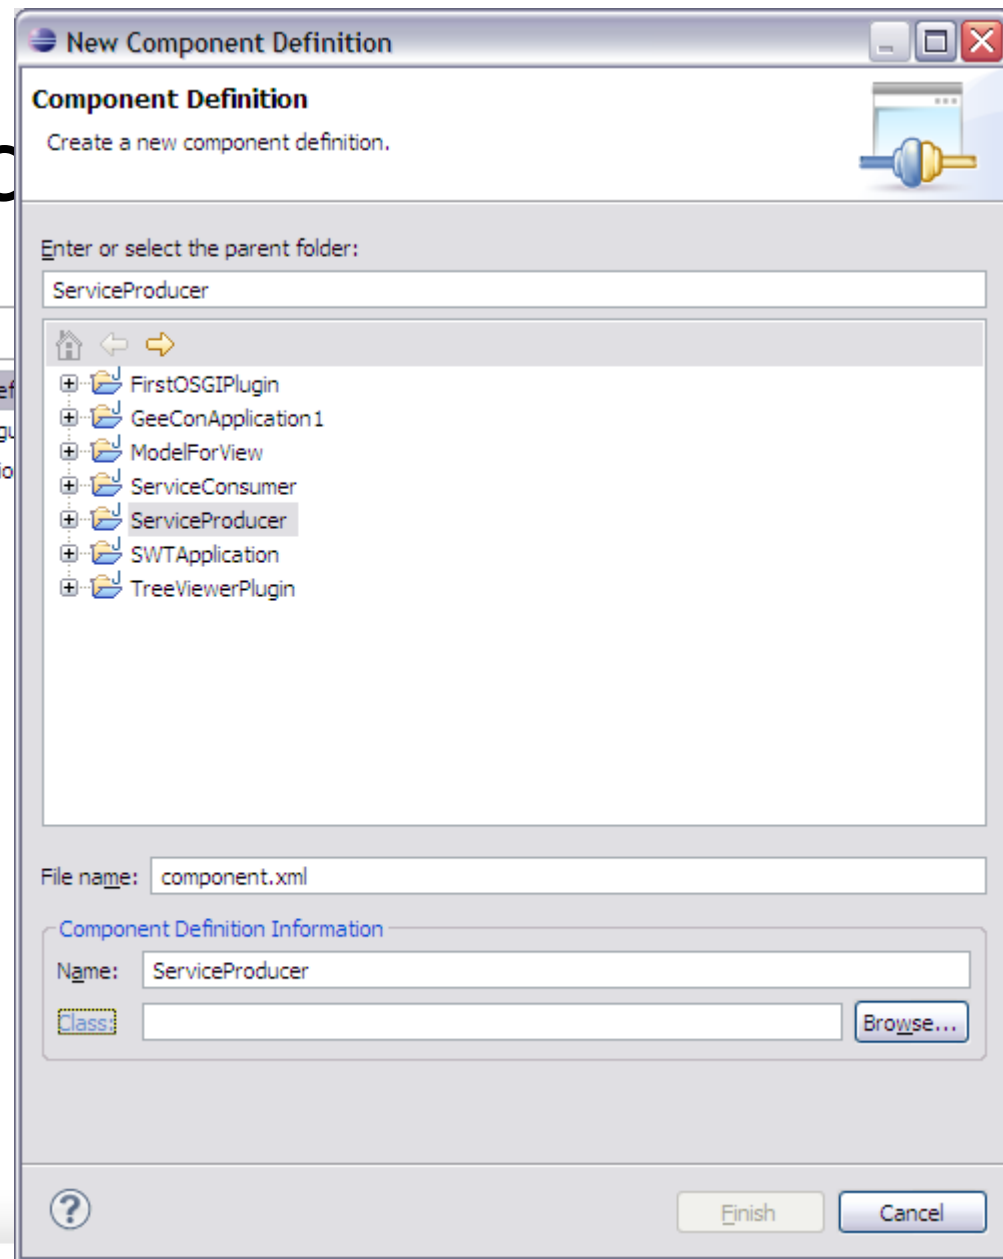 New Component Definition
Component Definition
Create a new component definition.
Enter or select the parent folder:
ServiceProducer
FirstOSGIPlugin
GeeConApplication1
ModelForView
ServiceConsumer
ServiceProducer
SWTApplication
TreeViewerPlugin
File name: component.xml
Component Definition Information
Name: ServiceProducer
Class: Browse...
Finish Cancel